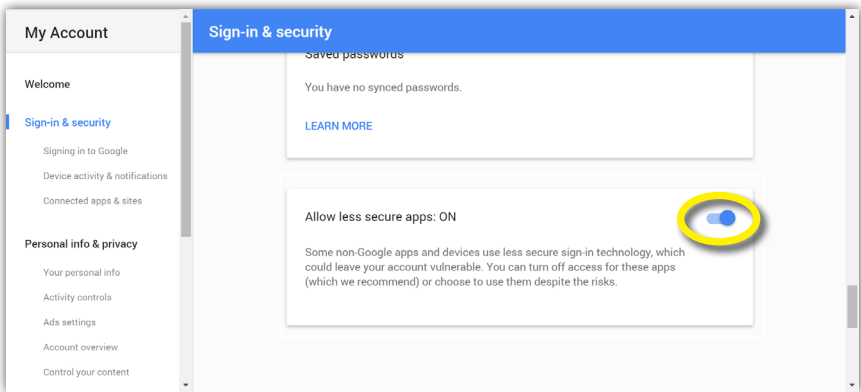 My Account
Sign-in & security
Welcome
Sign-in & security
Signing in to Google
Device activity & notifications
Connected apps & sites
Personal info & privacy
Your personal info
Activity controls
Ads settings
Account overview
Control your content
Saved passwords
You have no synced passwords.
LEARN MORE
Allow less secure apps: ON
Some non-Google apps and devices use less secure sign-in technology, which
could leave your account vulnerable. You can turn off access for these apps
(which we recommend) or choose to use them despite the risks.